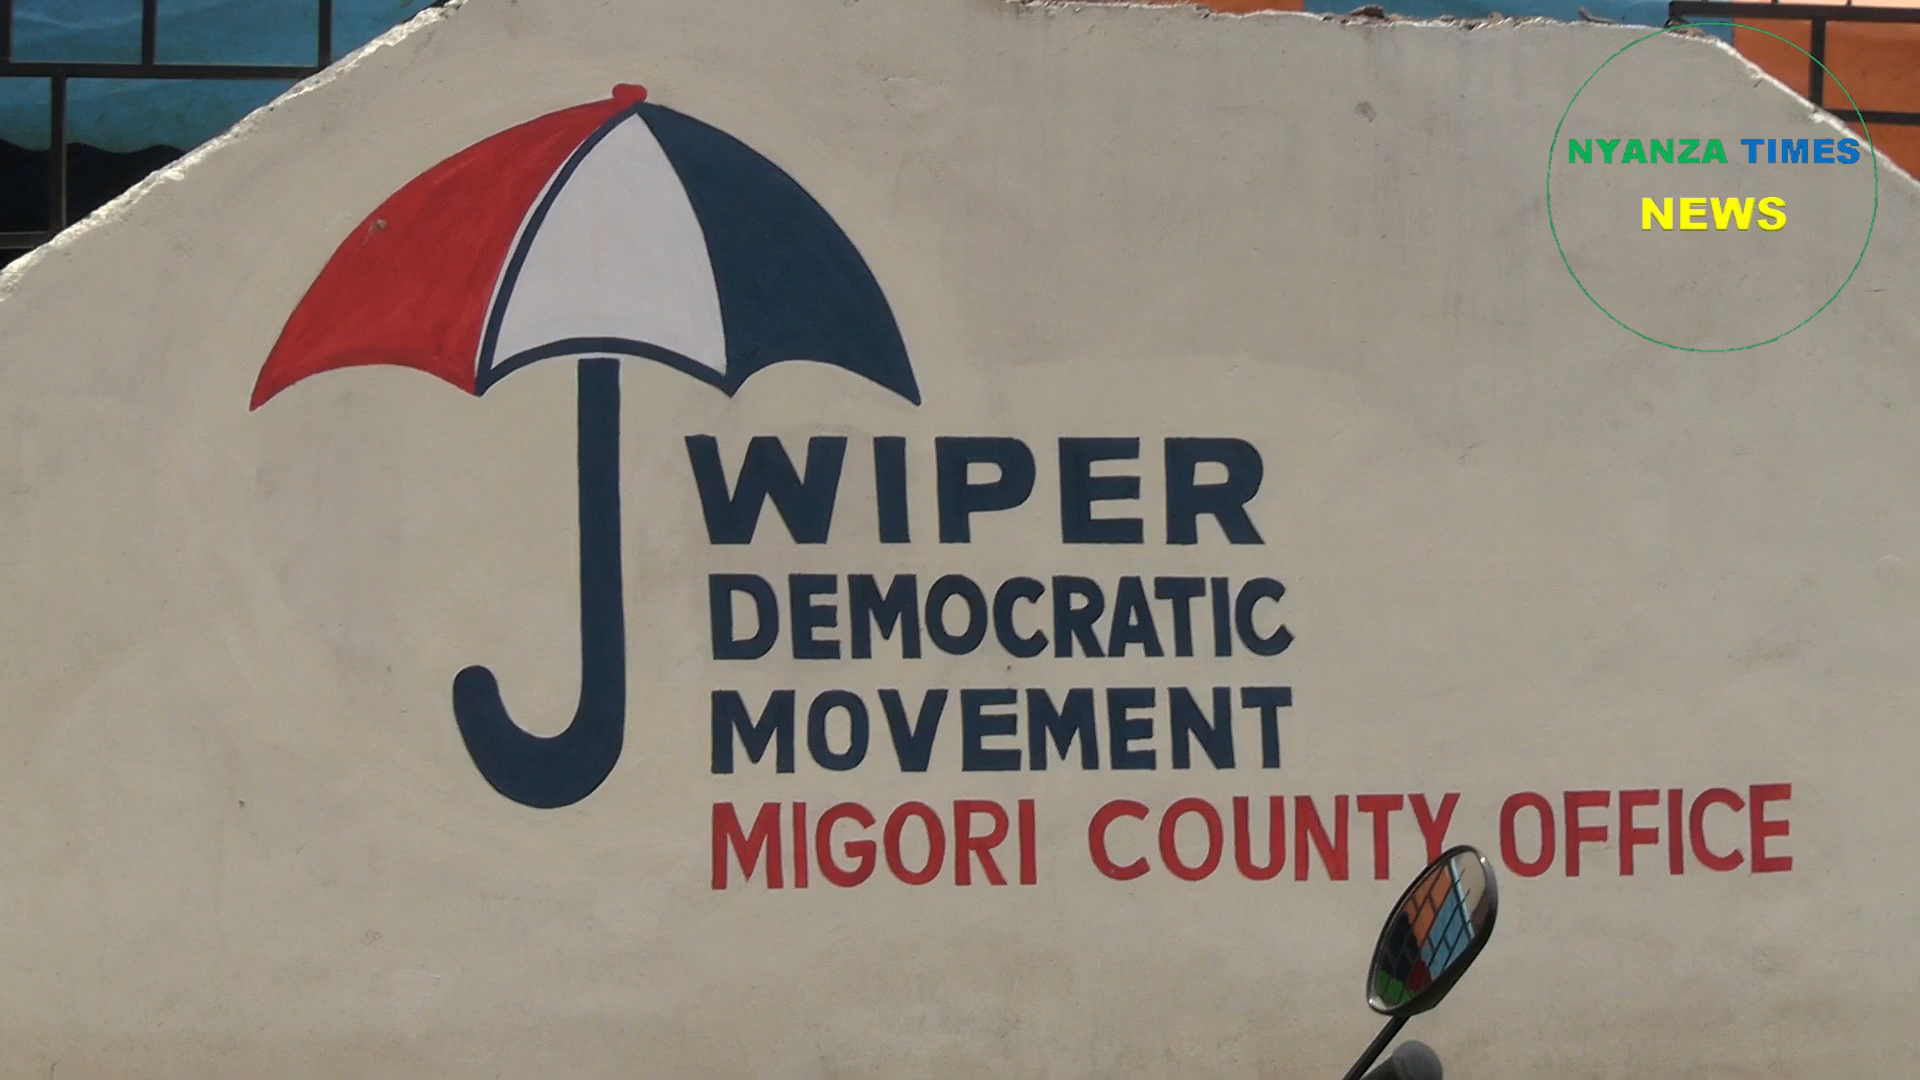 NYANZA TIMES
NEWS
WIPER
DEMOCRATIC
MOVEMENT
MIGORI COUNTY OFFICE